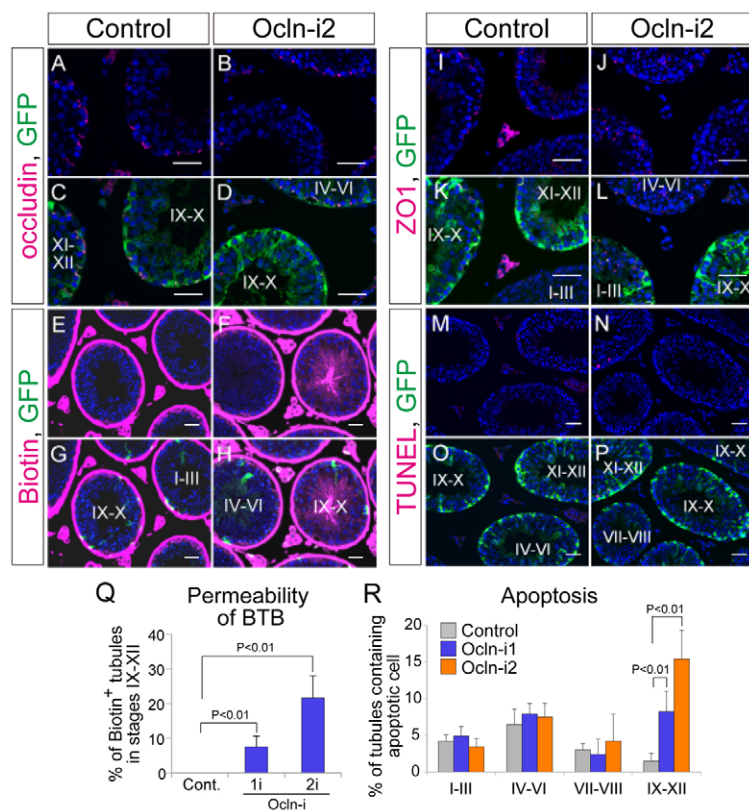 Control
Ocln-i2
Control
Ocln-i2
occludin, GFP
A
B
C
XI-
XII
IX-X
D
IV-VI
IX-X
Biotin, GFP
E
F
G
I-III
IX-X
H
IV-VI
IX-X
ZO1, GFP
I
J
K
XI-XII
IX-X
I-III
L
IV-VI
I-III
IX-X
TUNEL, GFP
M
N
O
IX-X
XI-XII
IV-VI
P
IX-X
XI-XII
IX-X
VII-VIII
Q
Permeability
of BTB
% of Biotin+ tubules
in stages IX-XII
40
30
20
10
0
P<0.01
P<0.01
Cont.
1i
2i
Ocln-i
R
Apoptosis
% of tubules containing
apoptotic cell
20
15
10
5
0
Control
Ocln-i1
Ocln-i2
P<0.01
P<0.01
I-III
IV-VI
VII-VIII
IX-XII